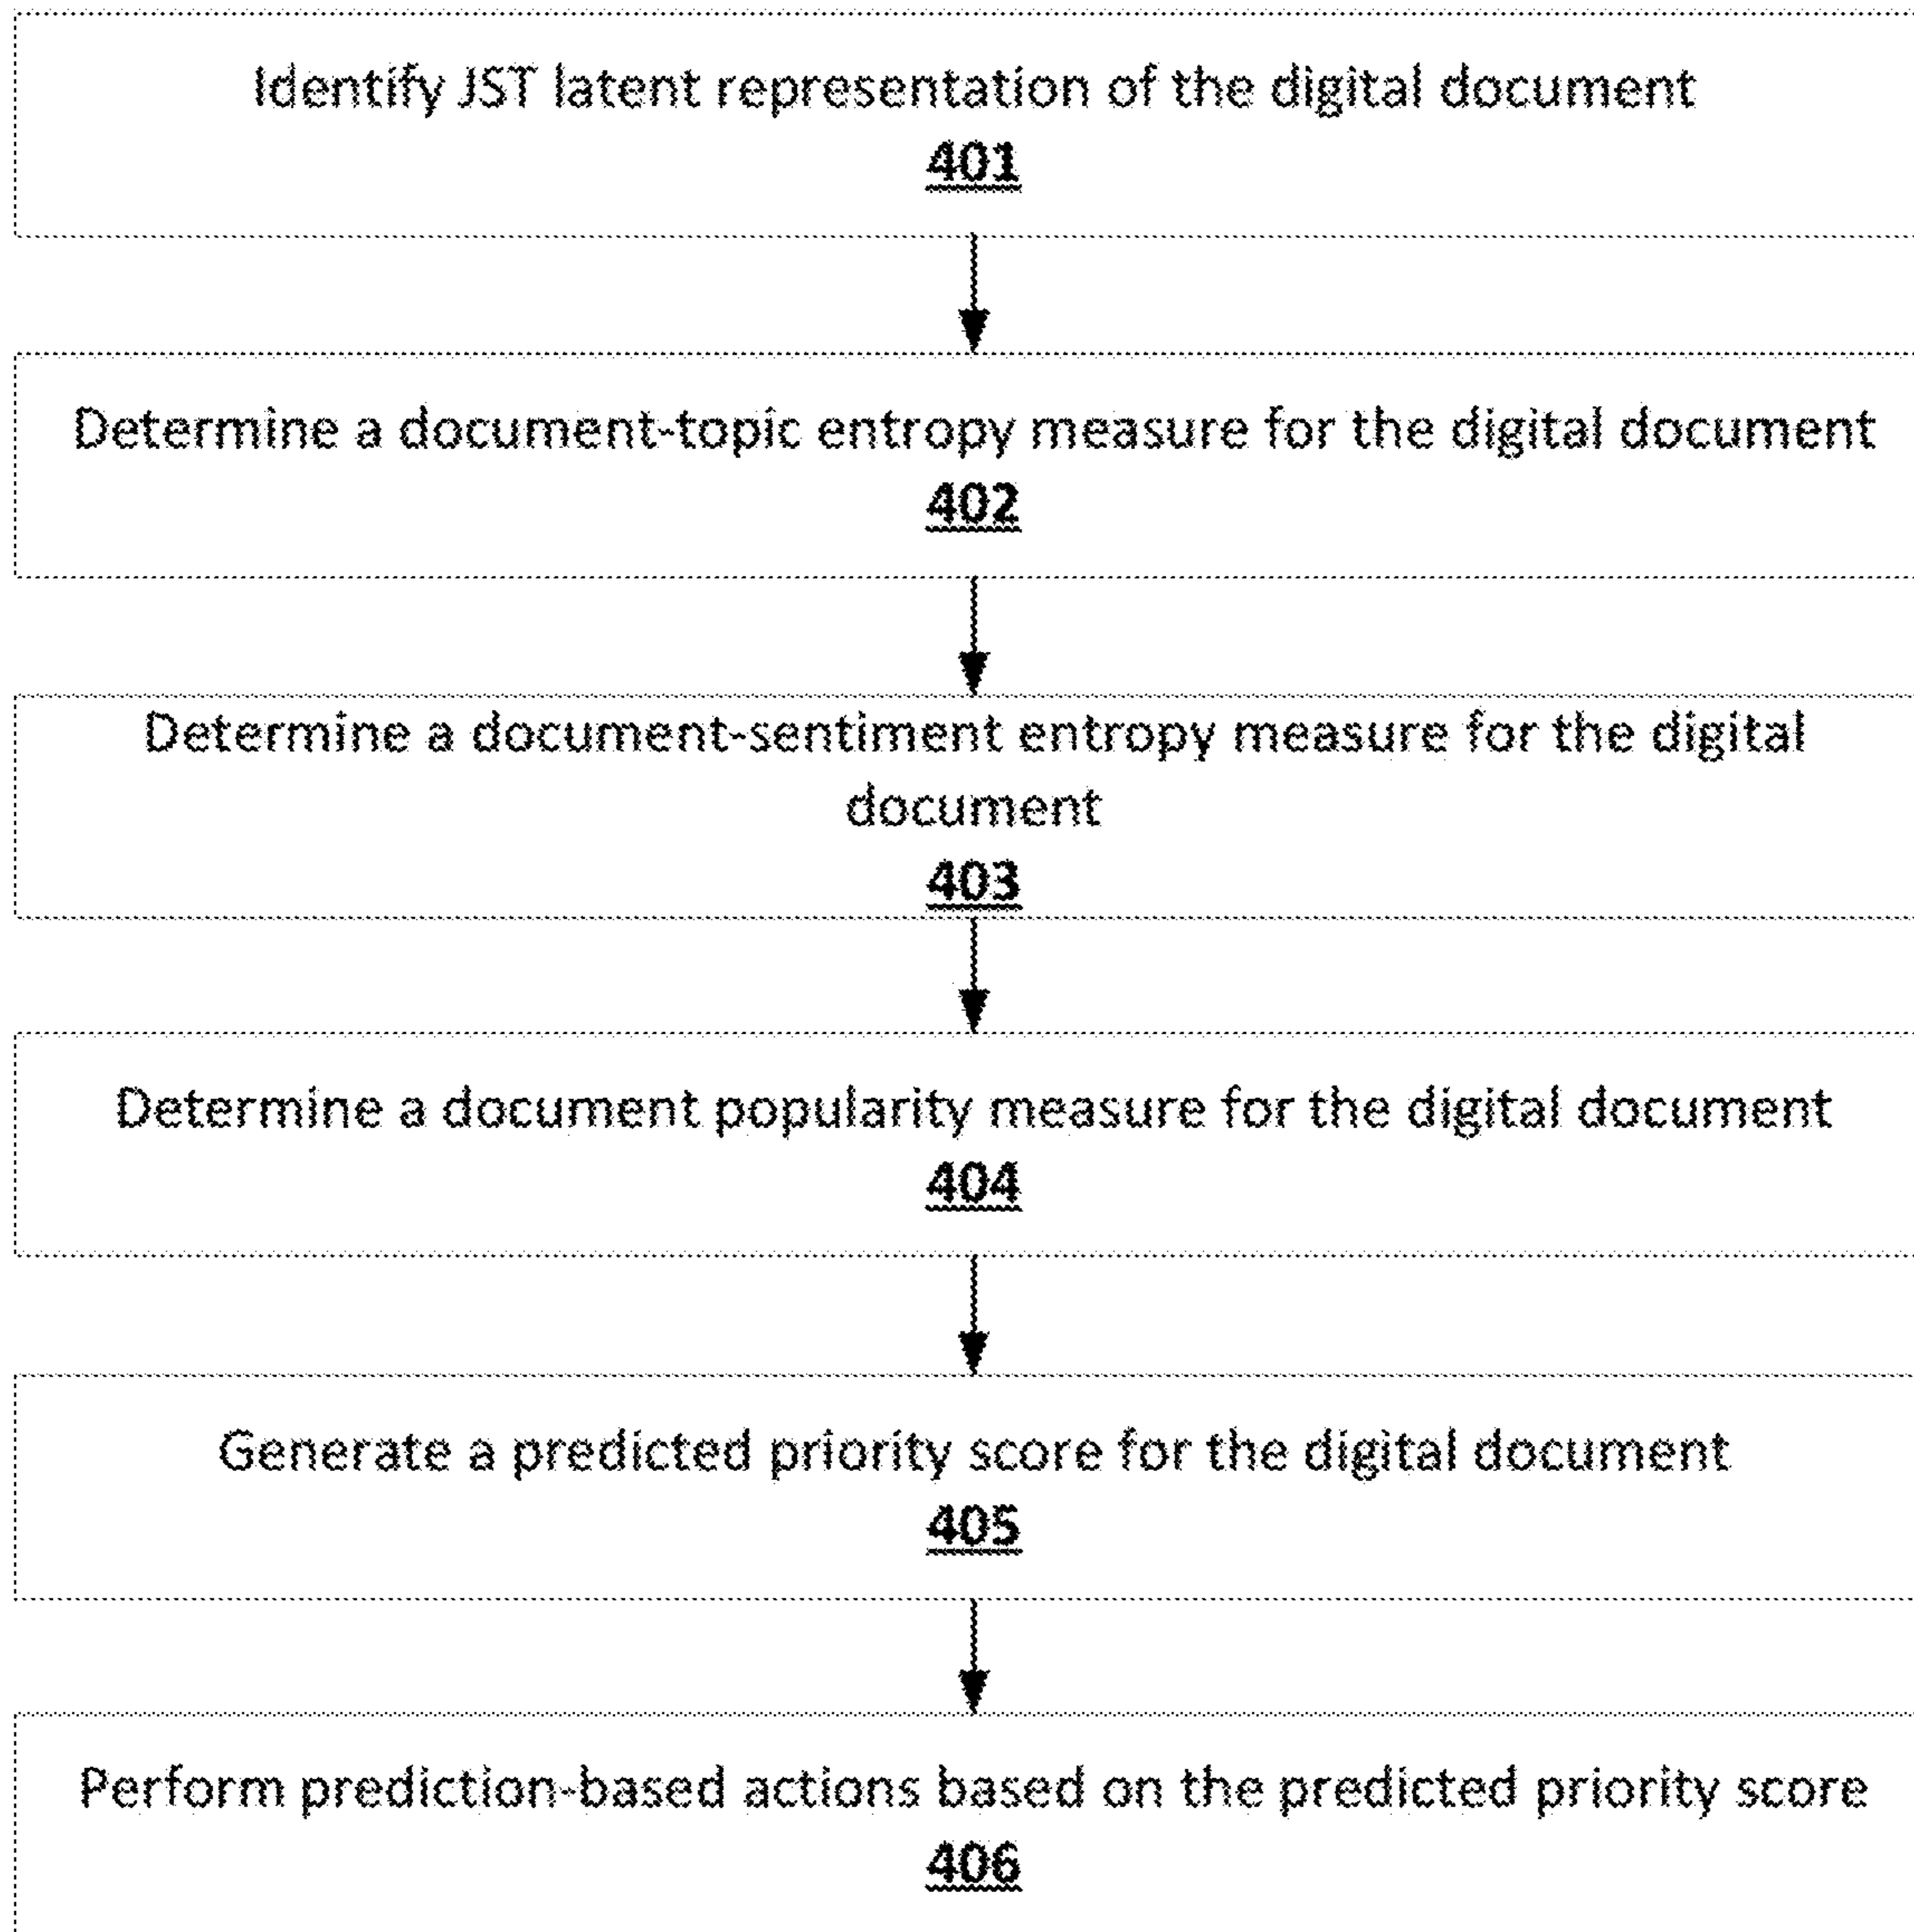 Identify JST latent representation of the digital document
401
Determine a document-topic entropy measure for the digital document
402
Determine a document-sentiment entropy measure for the digital
document
403
Determine a document popularity measure for the digital document
404
Generate a predicted priority score for the digital document
405
Perform prediction-based actions based on the predicted priority score
406